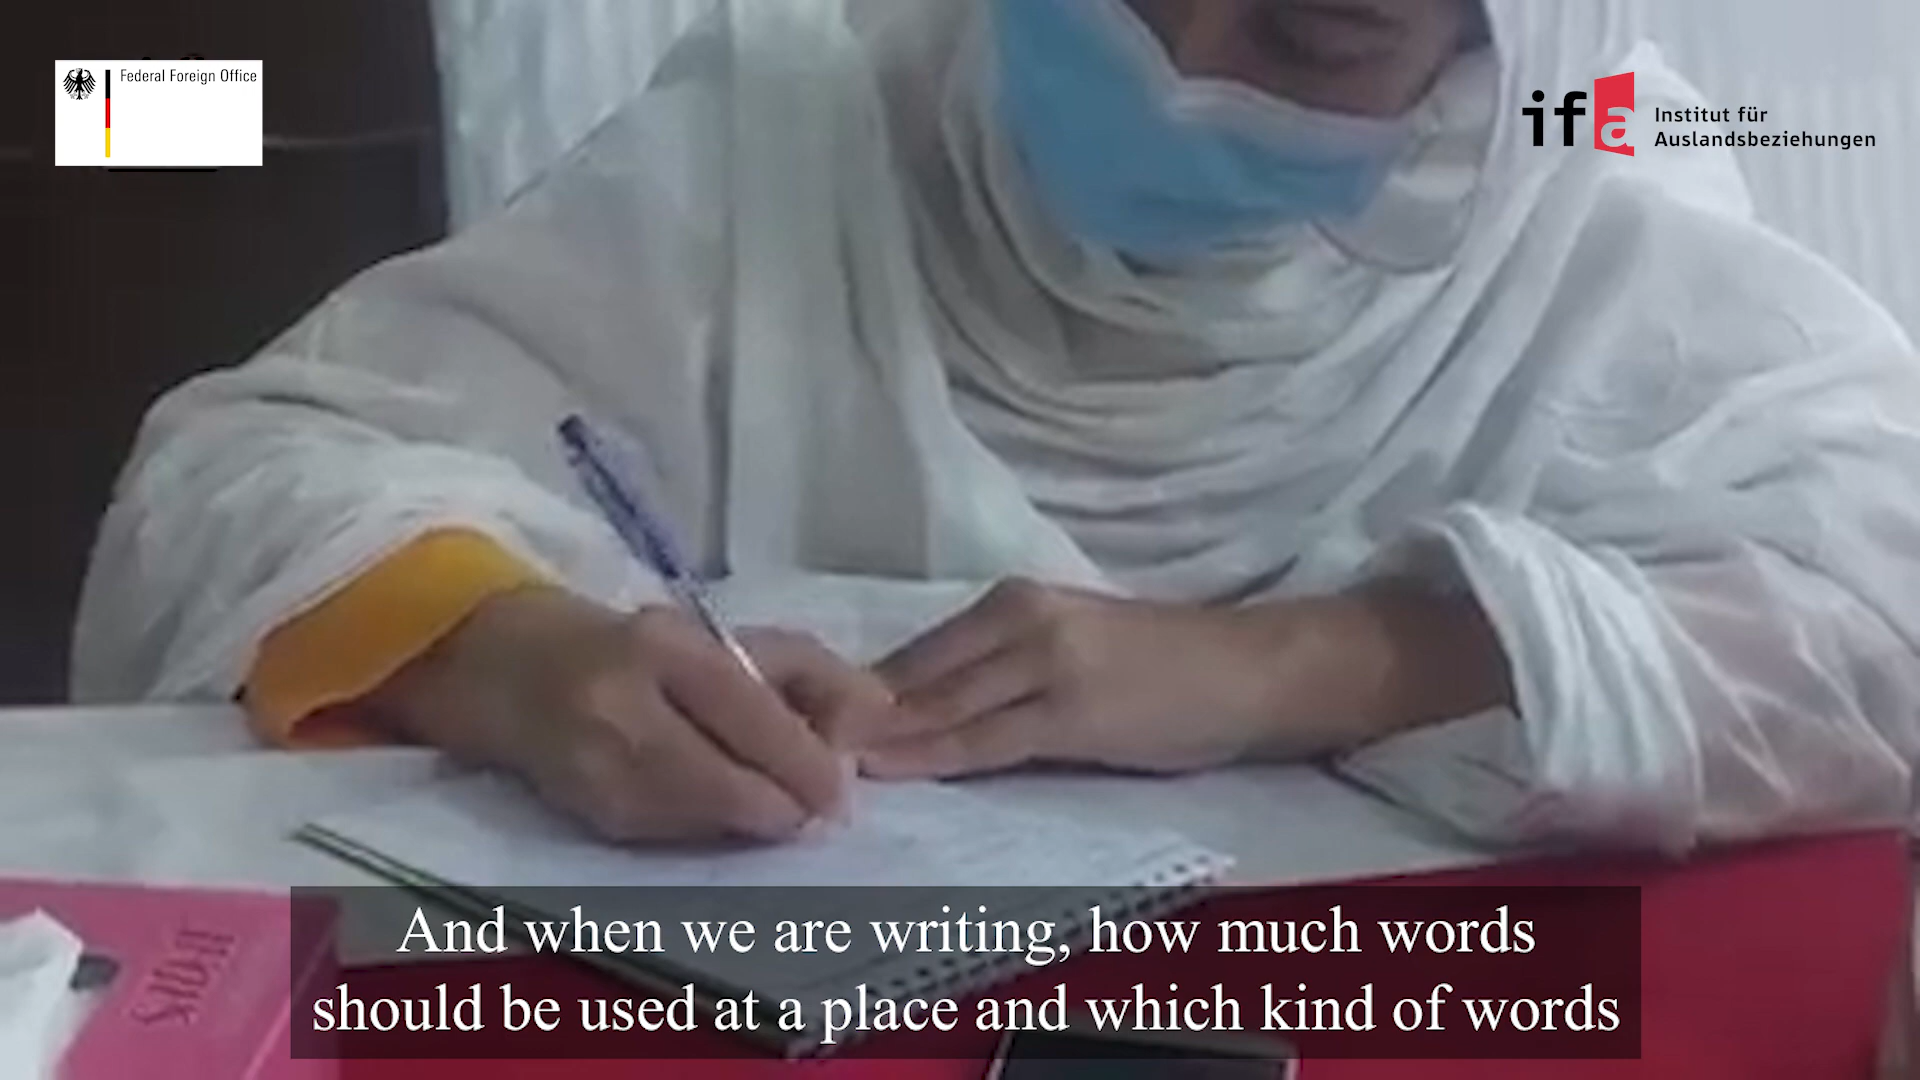 Federal Foreign Office
ifa
Institut für
Auslandsbeziehungen
And when we are writing, how much words
should be used at a place and which kind of words